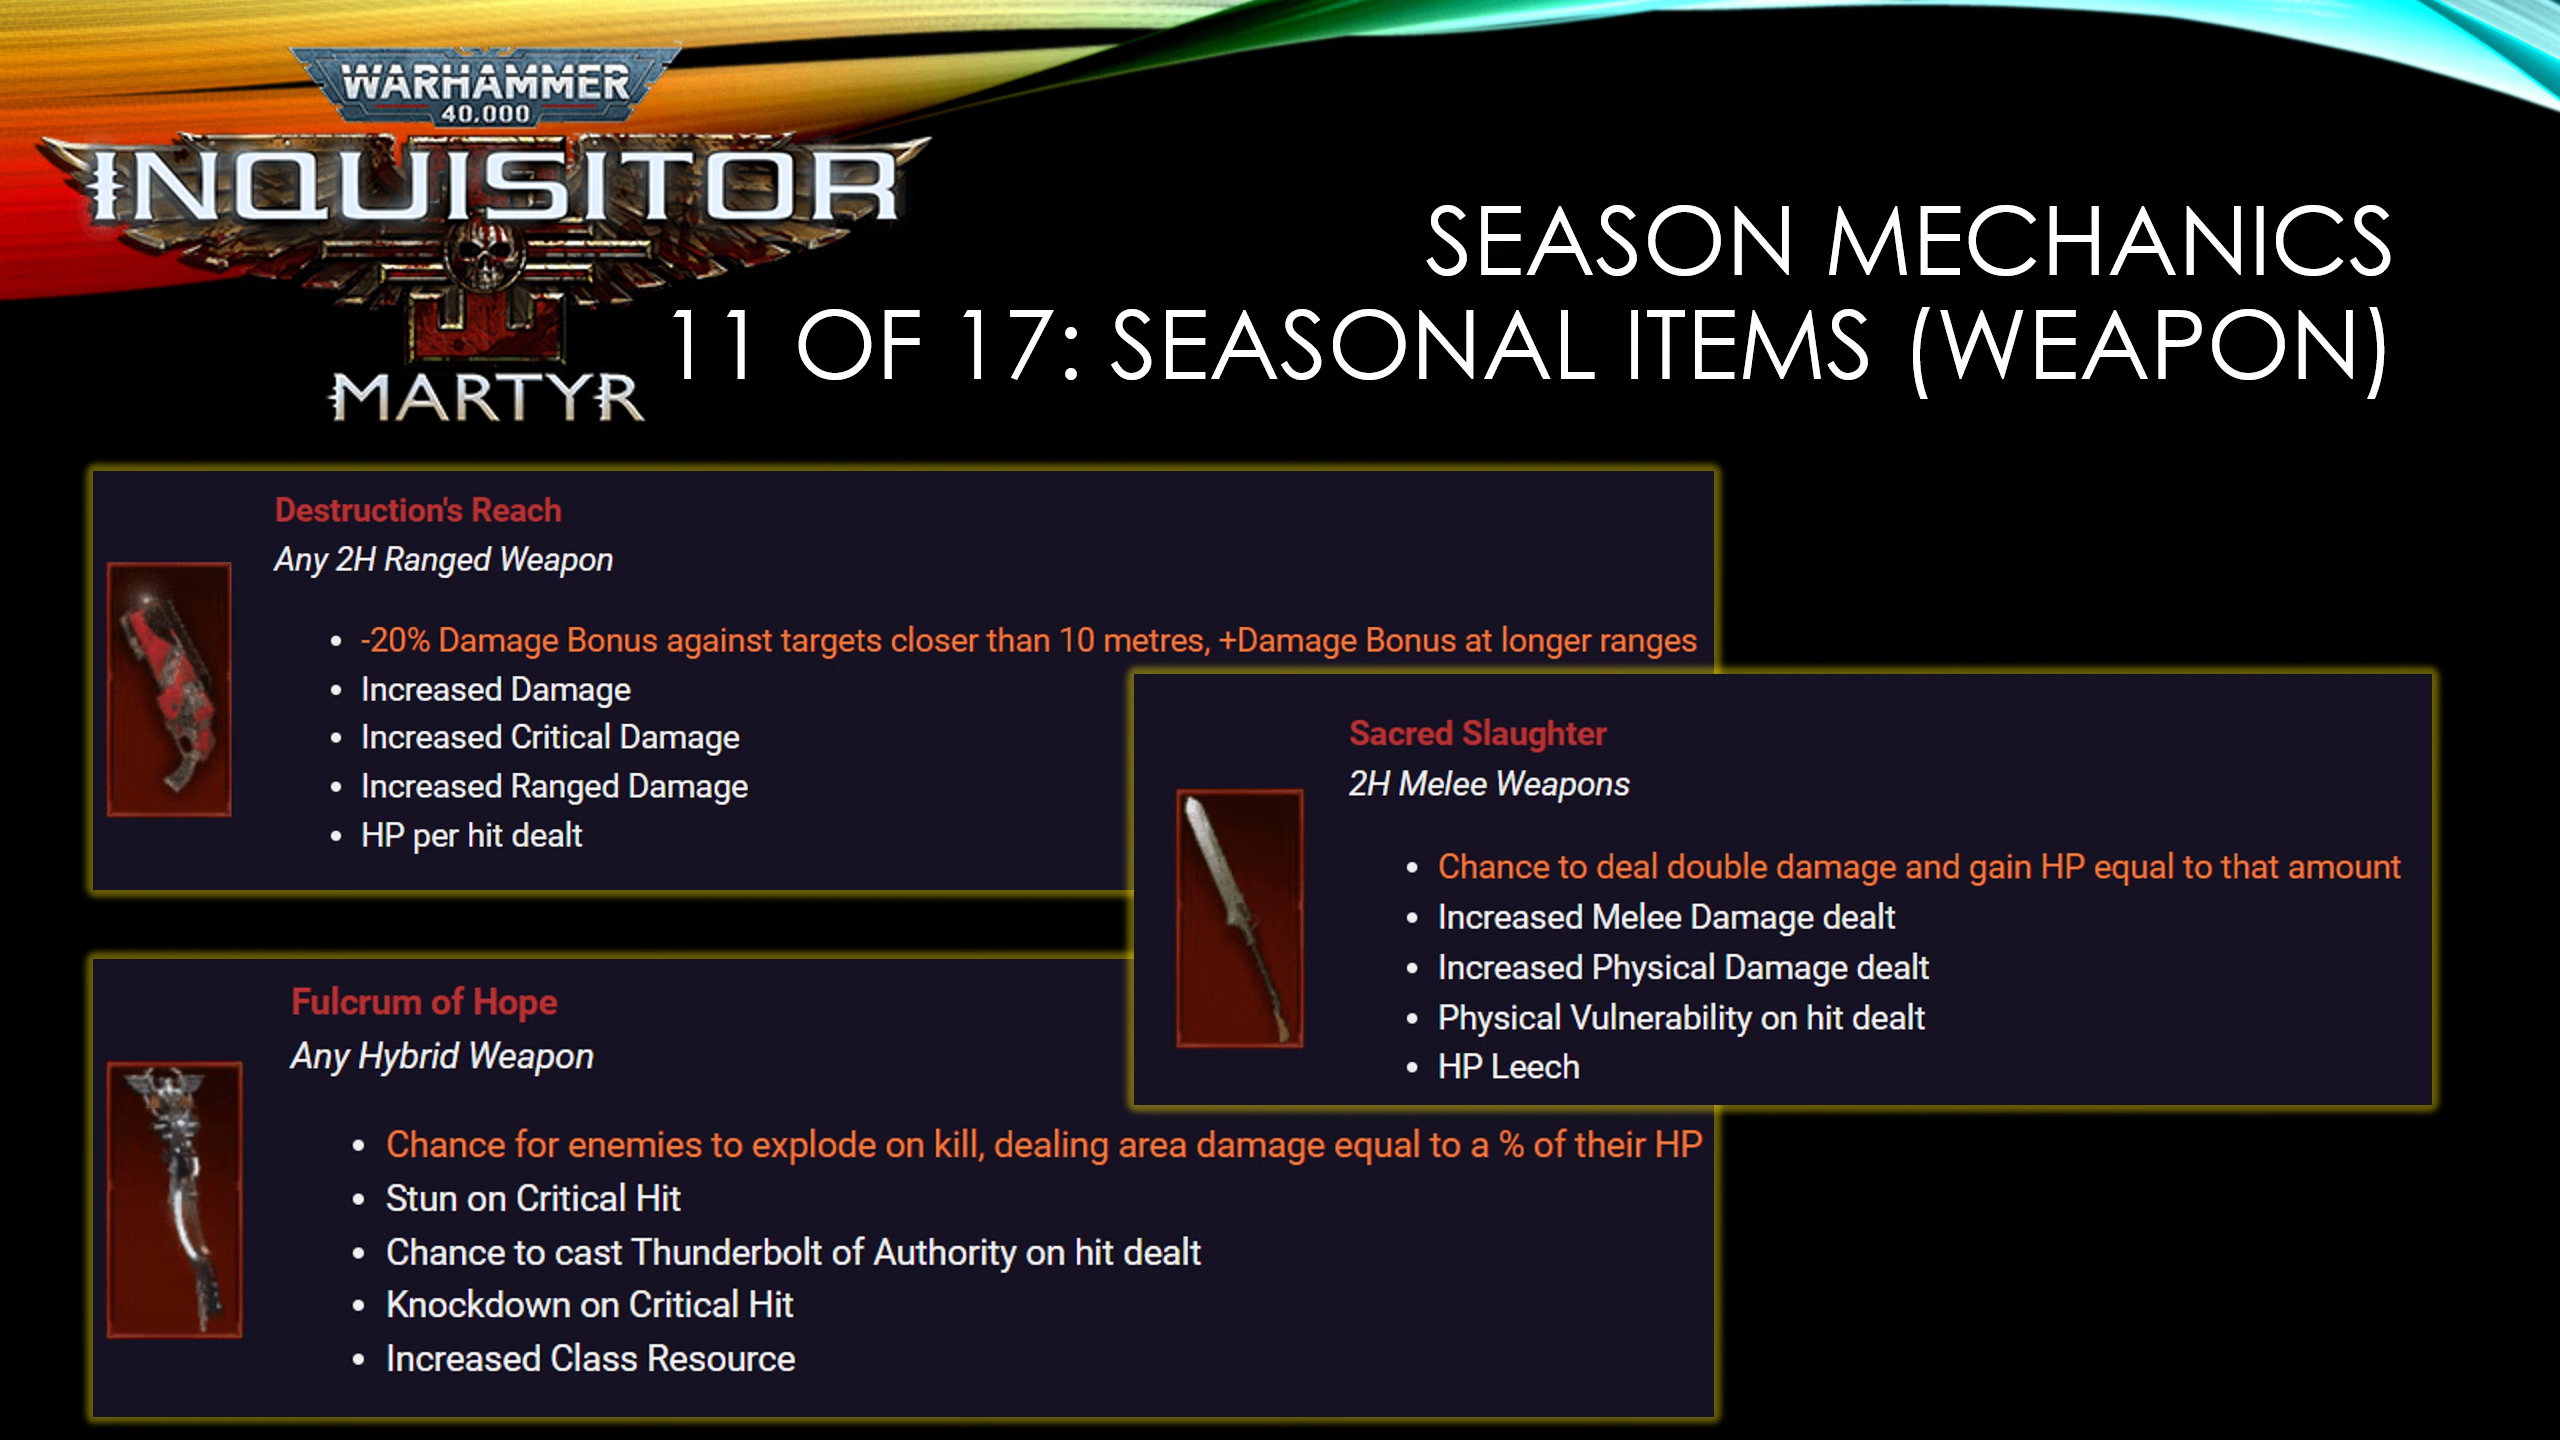 WARHAMMER
40,000
INQUISITOR
MARTYR
SEASON MECHANICS
11 OF 17: SEASONAL ITEMS (WEAPON)
Destruction's Reach
Any 2H Ranged Weapon
• -20% Damage Bonus against targets closer than 10 metres, +Damage Bonus at longer ranges
• Increased Damage
• Increased Critical Damage
• Increased Ranged Damage
• HP per hit dealt
Sacred Slaughter
2H Melee Weapons
• Chance to deal double damage and gain HP equal to that amount
• Increased Melee Damage dealt
• Increased Physical Damage dealt
• Physical Vulnerability on hit dealt
• HP Leech
Fulcrum of Hope
Any Hybrid Weapon
• Chance for enemies to explode on kill, dealing area damage equal to a % of their HP
• Stun on Critical Hit
• Chance to cast Thunderbolt of Authority on hit dealt
• Knockdown on Critical Hit
• Increased Class Resource